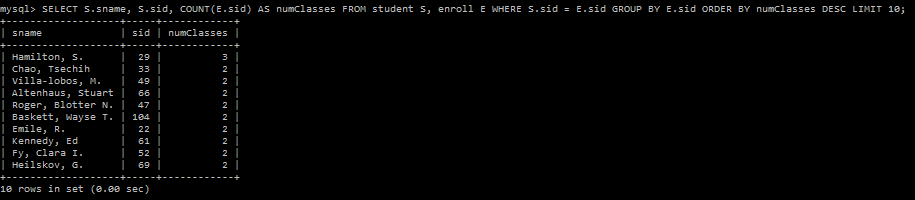 mysql> SELECT S.sname, S.sid, COUNT(E.sid) AS numClasses FROM student S, enroll E WHERE S.sid = E.sid GROUP BY E.sid ORDER BY numClasses DESC LIMIT 10;
+-------------------+-----+------------+
| sname             | sid | numClasses |
+-------------------+-----+------------+
| Hamilton, S.      |  29 |          3 |
| Chao, Tsechih     |  33 |          2 |
| Villa-lobos, M.   |  49 |          2 |
| Altenhaus, Stuart |  66 |          2 |
| Roger, Blotter N. |  47 |          2 |
| Baskett, Wayse T. | 104 |          2 |
| Emile, R.         |  22 |          2 |
| Kennedy, Ed       |  61 |          2 |
| Fy, Clara I.      |  52 |          2 |
| Heilskov, G.      |  69 |          2 |
+-------------------+-----+------------+
10 rows in set (0.00 sec)